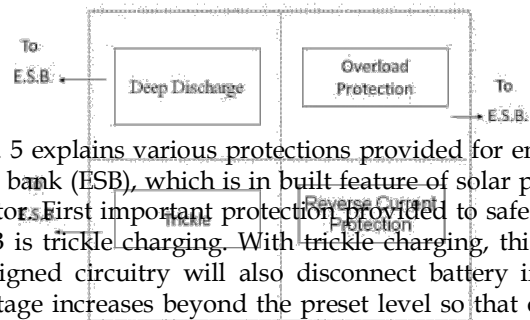 To
E.S.B.
Deep Discharge
Overload
Protection
To
E.S.B.
. 5 explains various protections provided for en
bank (ESB), which is in built feature of solar p
To
E.S.B.
Trickle
Reverse Current
Protection
tor. First important protection provided to safe
is trickle charging. With trickle charging, thi
igned circuitry will also disconnect battery i
tage increases beyond the preset level so that